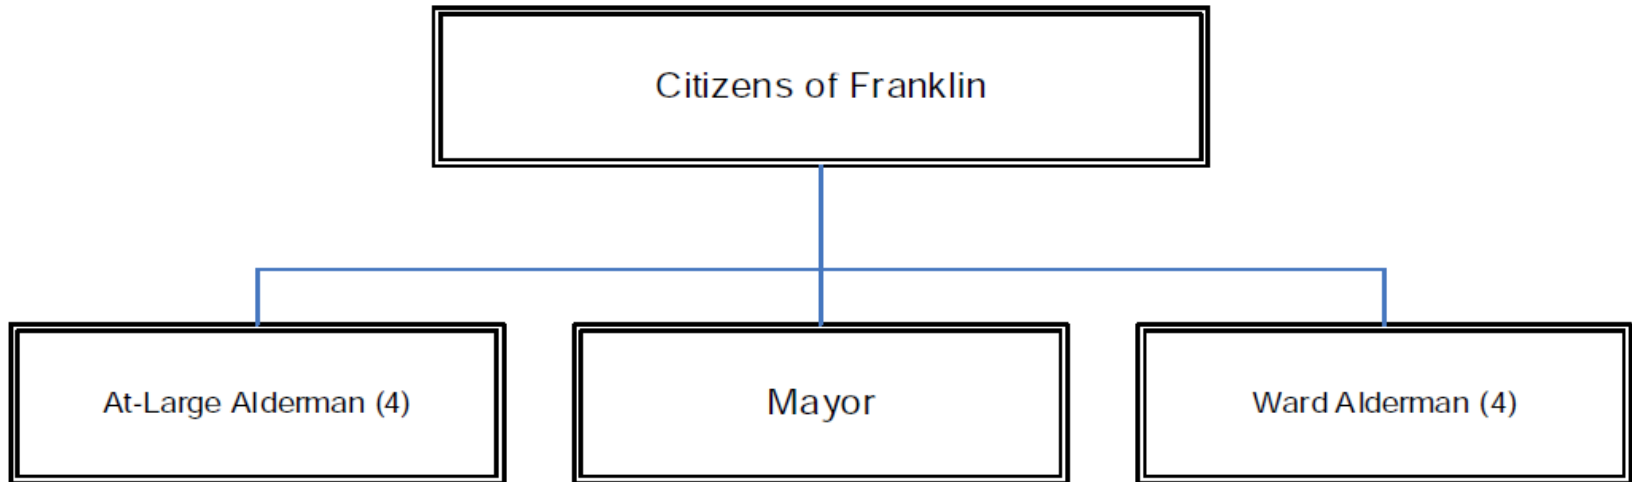 Citizens of Franklin
At-Large Alderman (4)
Mayor
Ward Alderman (4)